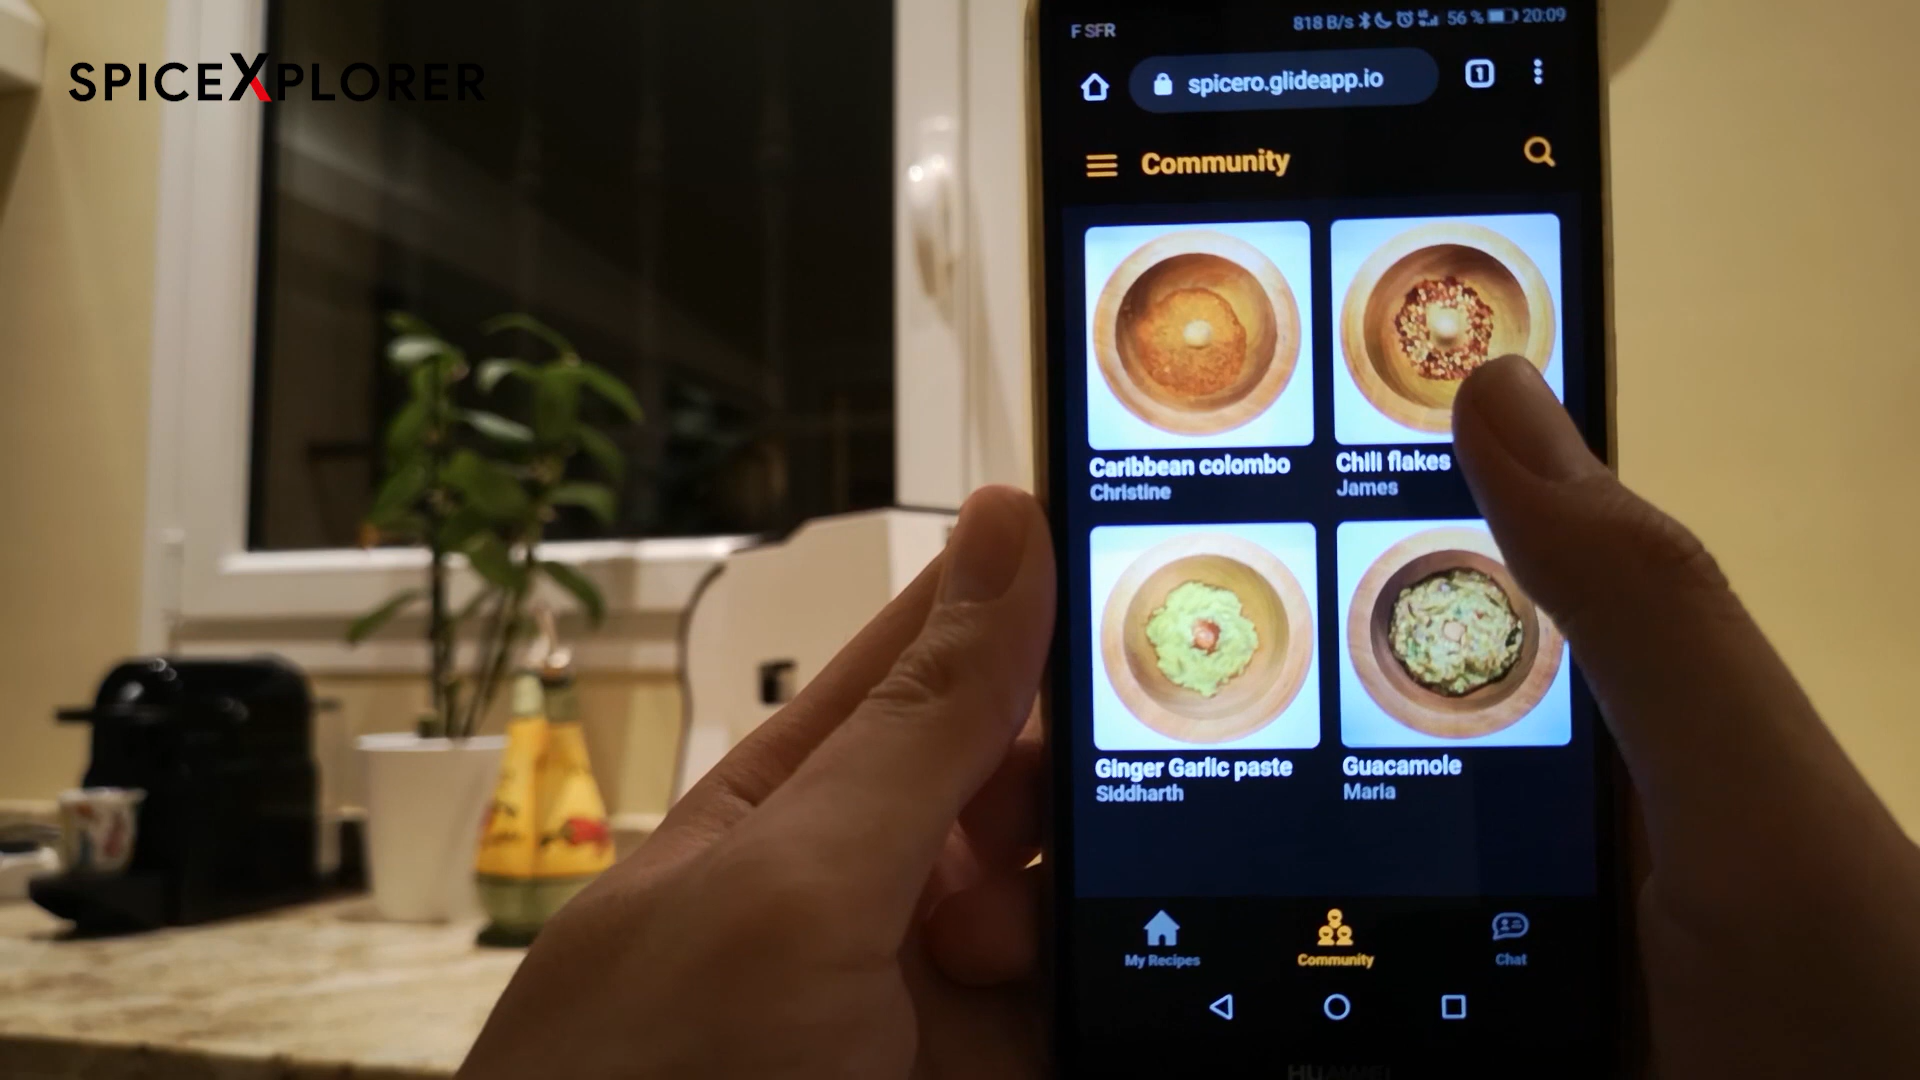 SPICEXPLORER
F SFR
818 B/s 56 % 20:09
spicero.glideapp.io
1
Community
Caribbean colombo
Christine
Chili flakes
James
Ginger Garlic paste
Siddharth
Guacamole
Maria
My Recipes
Community
Chat
HUAWEI